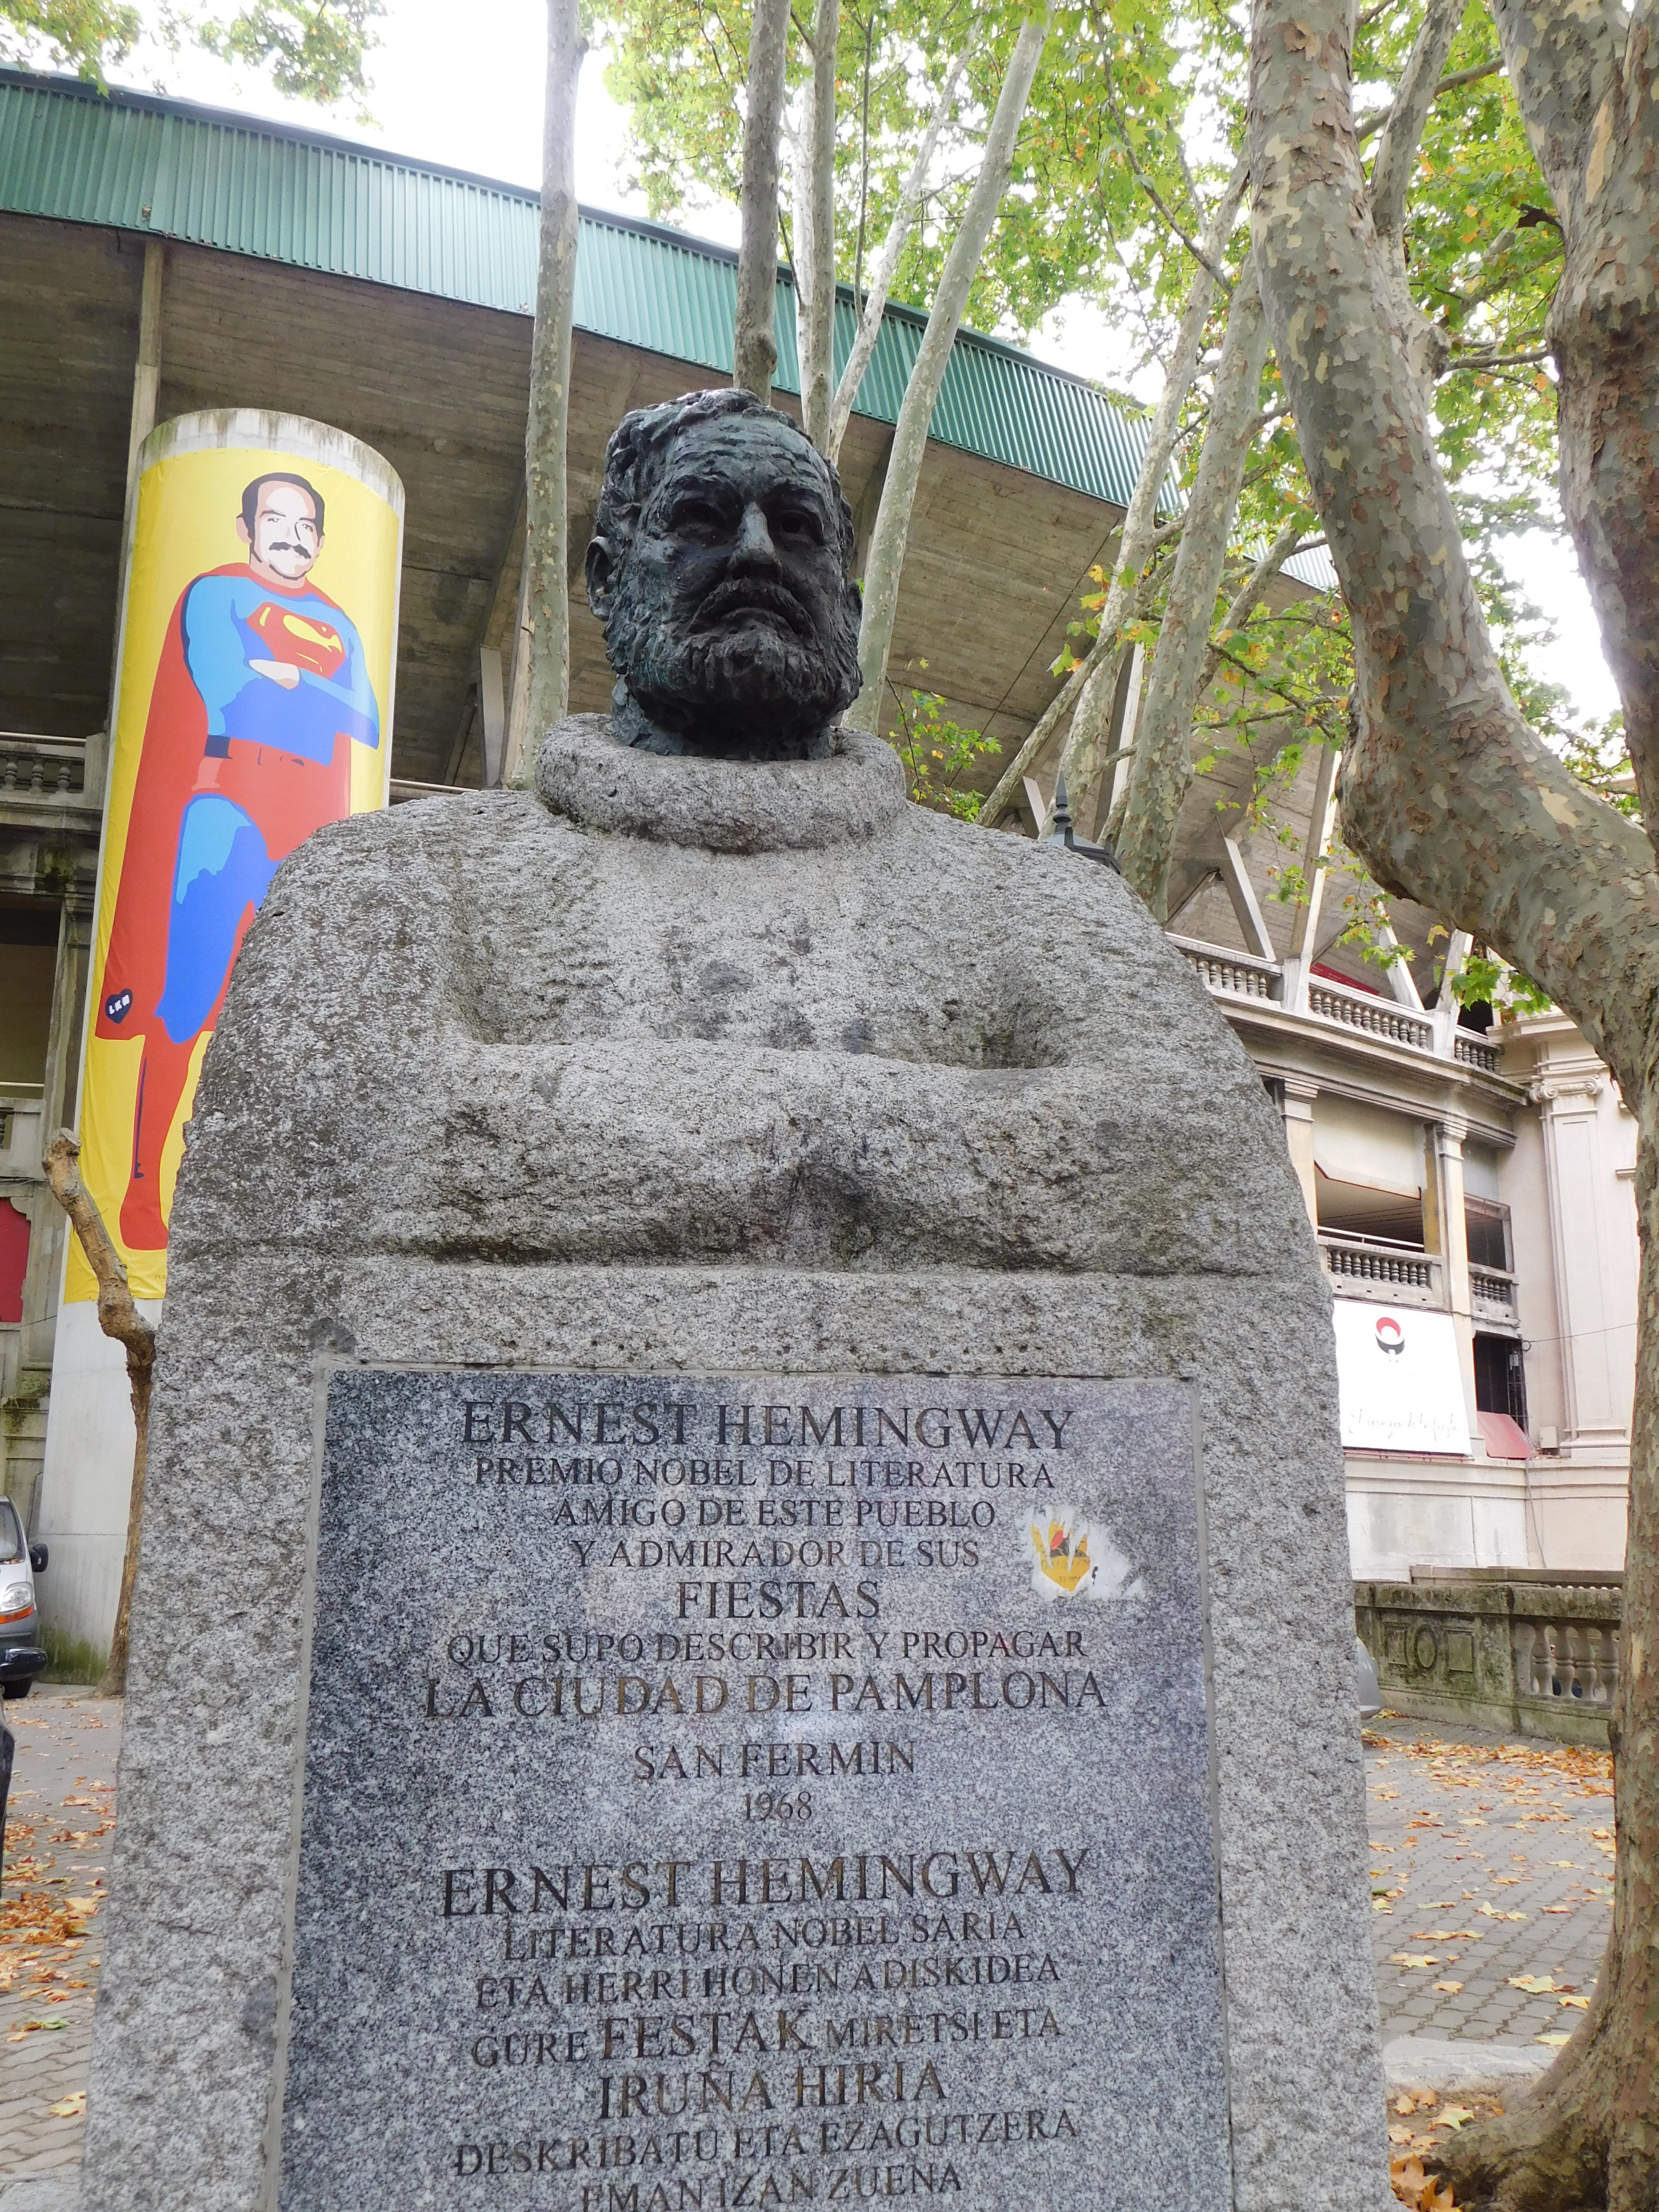 LKN
ERNEST HEMINGWAY
PREMIO NOBEL DE LITERATURA
AMIGO DE ESTE PUEBLO
Y ADMIRADOR DE SUS
FIESTAS
QUE SUPO DESCRIBIR Y PROPAGAR
LA CIUDAD DE PAMPLONA
SAN FERMIN
1968
ERNEST HEMINGWAY
LITERATURA NOBEL SARIA
ETA HERRI HONEN ADISKIDEA
GURE FESTAK MIRETSI ETA
IRUÑA HIRIA
DESKRIBATU ETA EZAGUTZERA
EMAN IZAN ZUENA